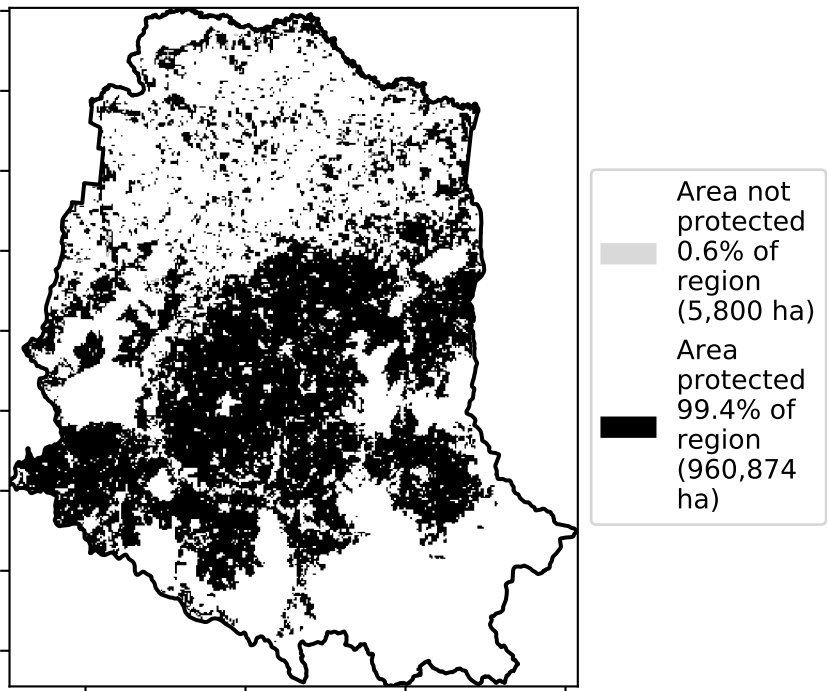 Area not
protected
0.6% of
region
(5,800 ha)
Area
protected
99.4% of
region
(960,874
ha)